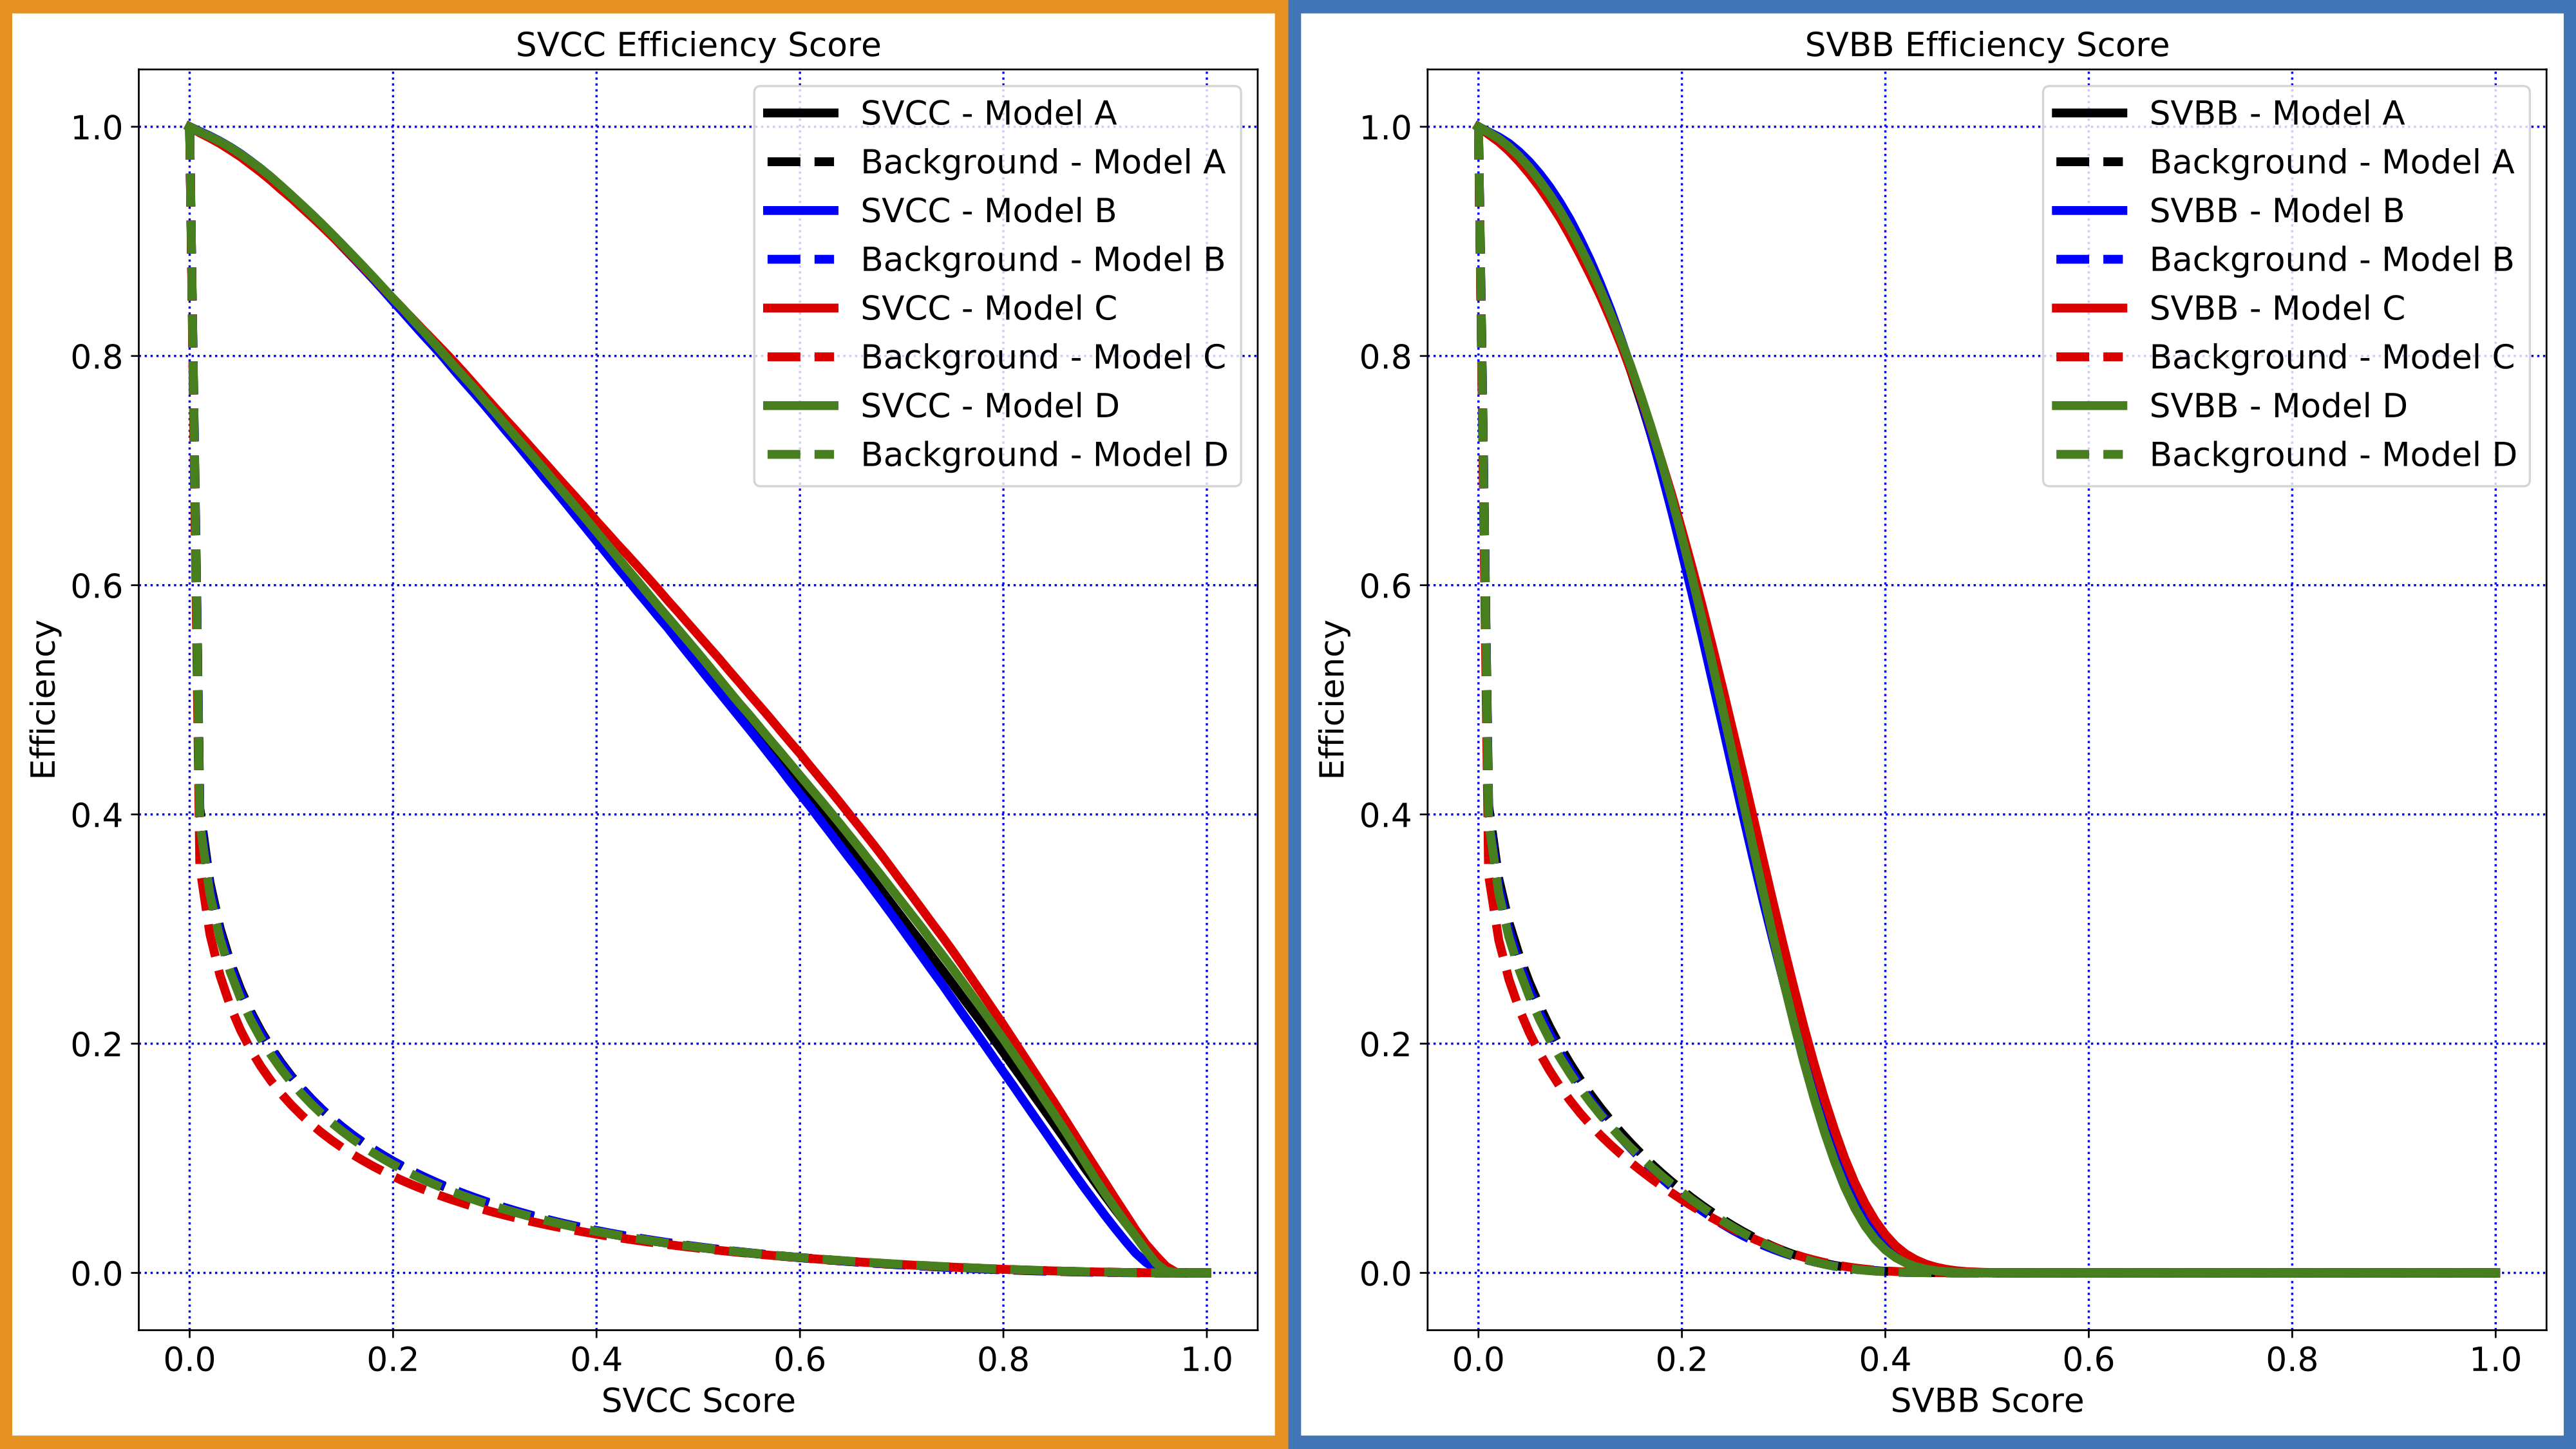 SVCC Efficiency Score
SVCC - Model A
Background - Model A
SVCC - Model B
Background - Model B
SVCC - Model C
Background - Model C
SVCC - Model D
Background - Model D
1.0
0.8
0.6
0.4
0.2
0.0
Efficiency
0.0 0.2 0.4 0.6 0.8 1.0
SVCC Score
SVBB Efficiency Score
SVBB - Model A
Background - Model A
SVBB - Model B
Background - Model B
SVBB - Model C
Background - Model C
SVBB - Model D
Background - Model D
1.0
0.8
0.6
0.4
0.2
0.0
Efficiency
0.0 0.2 0.4 0.6 0.8 1.0
SVBB Score